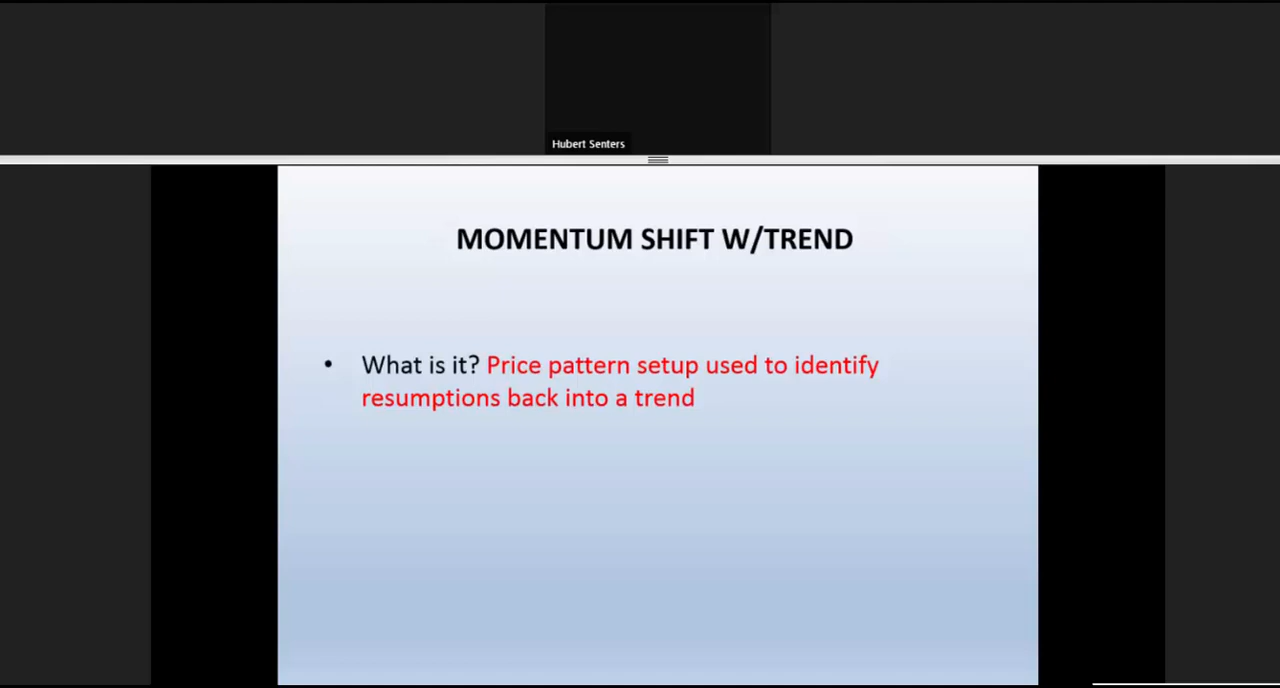 Hubert Senters
MOMENTUM SHIFT W/TREND
• What is it? Price pattern setup used to identify
resumptions back into a trend